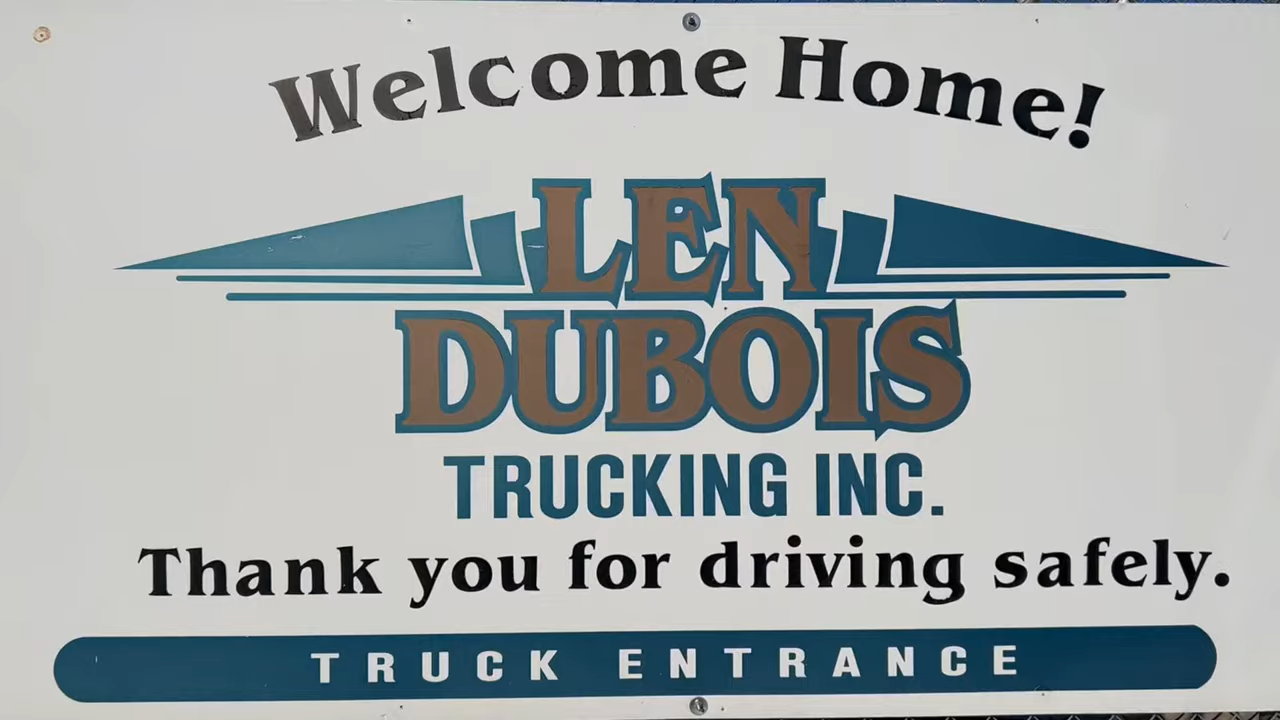 Welcome Home!
LEN
DUBOIS
TRUCKING INC.
Thank you for driving safely.
TRUCK ENTRANCE